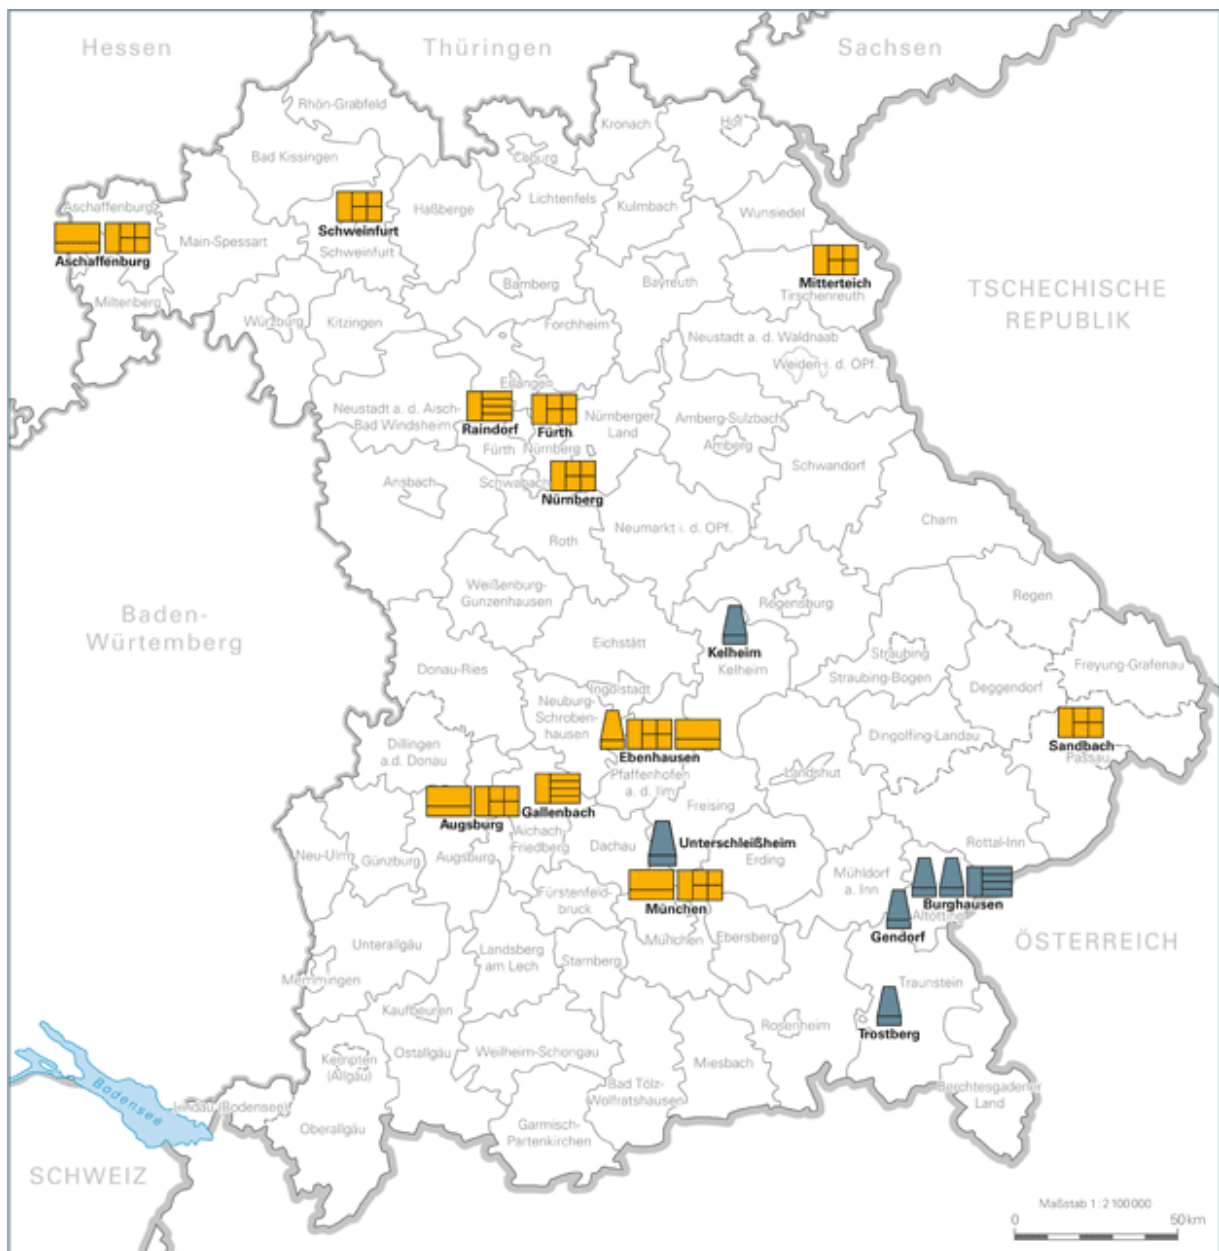 Hessen
Thüringen
Sachsen
Rhön-Grabfeld
Kronach
Hof
Bad Kissingen
Coburg
Aschaffenburg
Lichtenfels
Kulmbach
Haßberge
Wunsiedel
Schweinfurt
Main-Spessart
Schweinfurt
Aschaffenburg
Bamberg
Bayreuth
Mitterteich
Tirschenreuth
TSCHECHISCHE
REPUBLIK
Miltenberg
Würzburg
Kitzingen
Forchheim
Neustadt a. d. Waldnaab
Weiden i. d. OPf.
Erlangen
Neustadt a. d. Aisch-
Bad Windsheim
Raindorf
Fürth
Nürnberger
Land
Amberg-Sulzbach
Amberg
Fürth
Nürnberg
Schwandorf
Ansbach
Schwabach
Nürnberg
Neumarkt i. d. OPf.
Cham
Roth
Weißenburg-
Gunzenhausen
Regensburg
Regen
Baden-
Würtemberg
Eichstätt
Kelheim
Kelheim
Straubing
Straubing-Bogen
Freyung-Grafenau
Donau-Ries
Deggendorf
Ingolstadt
Neuburg-
Schroben-
hausen
Dillingen
a.d. Donau
Ebenhausen
Dingolfing-Landau
Sandbach
Passau
Pfaffenhofen
a. d. Ilm
Landshut
Gallenbach
Augsburg
Freising
Aichach-
Friedberg
Dachau
Unterschleißheim
Erding
Rottal-Inn
Neu-Ulm
Günzburg
Augsburg
Mühldorf
a. Inn
Fürstenfeld-
bruck
München
Burghausen
Altötting
Gendorf
ÖSTERREICH
Unterallgäu
Landsberg
am Lech
Starnberg
München
Ebersberg
Memmingen
Traunstein
Kaufbeuren
Rosenheim
Trostberg
Kempten
(Allgäu)
Ostallgäu
Weilheim-Schongau
Miesbach
Bad Tölz-
Wolfratshausen
Berchtesgadener
Land
Bodensee
Lindau (Bodensee)
Oberallgäu
Garmisch-
Partenkirchen
SCHWEIZ
Maßstab 1 : 2 100 000
0
50 km